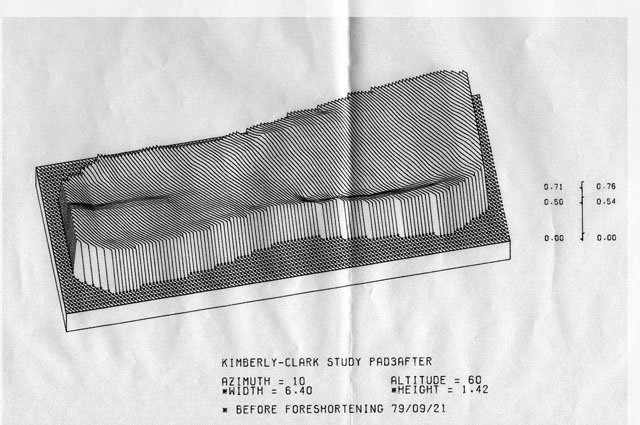 0.71 0.76
0.50 0.54
0.00 0.00
KIMBERLY-CLARK STUDY PAD3AFTER
AZIMUTH = 10 ALTITUDE = 60
*WIDTH = 6.40 *HEIGHT = 1.42
* BEFORE FORESHORTENING 79/09/21